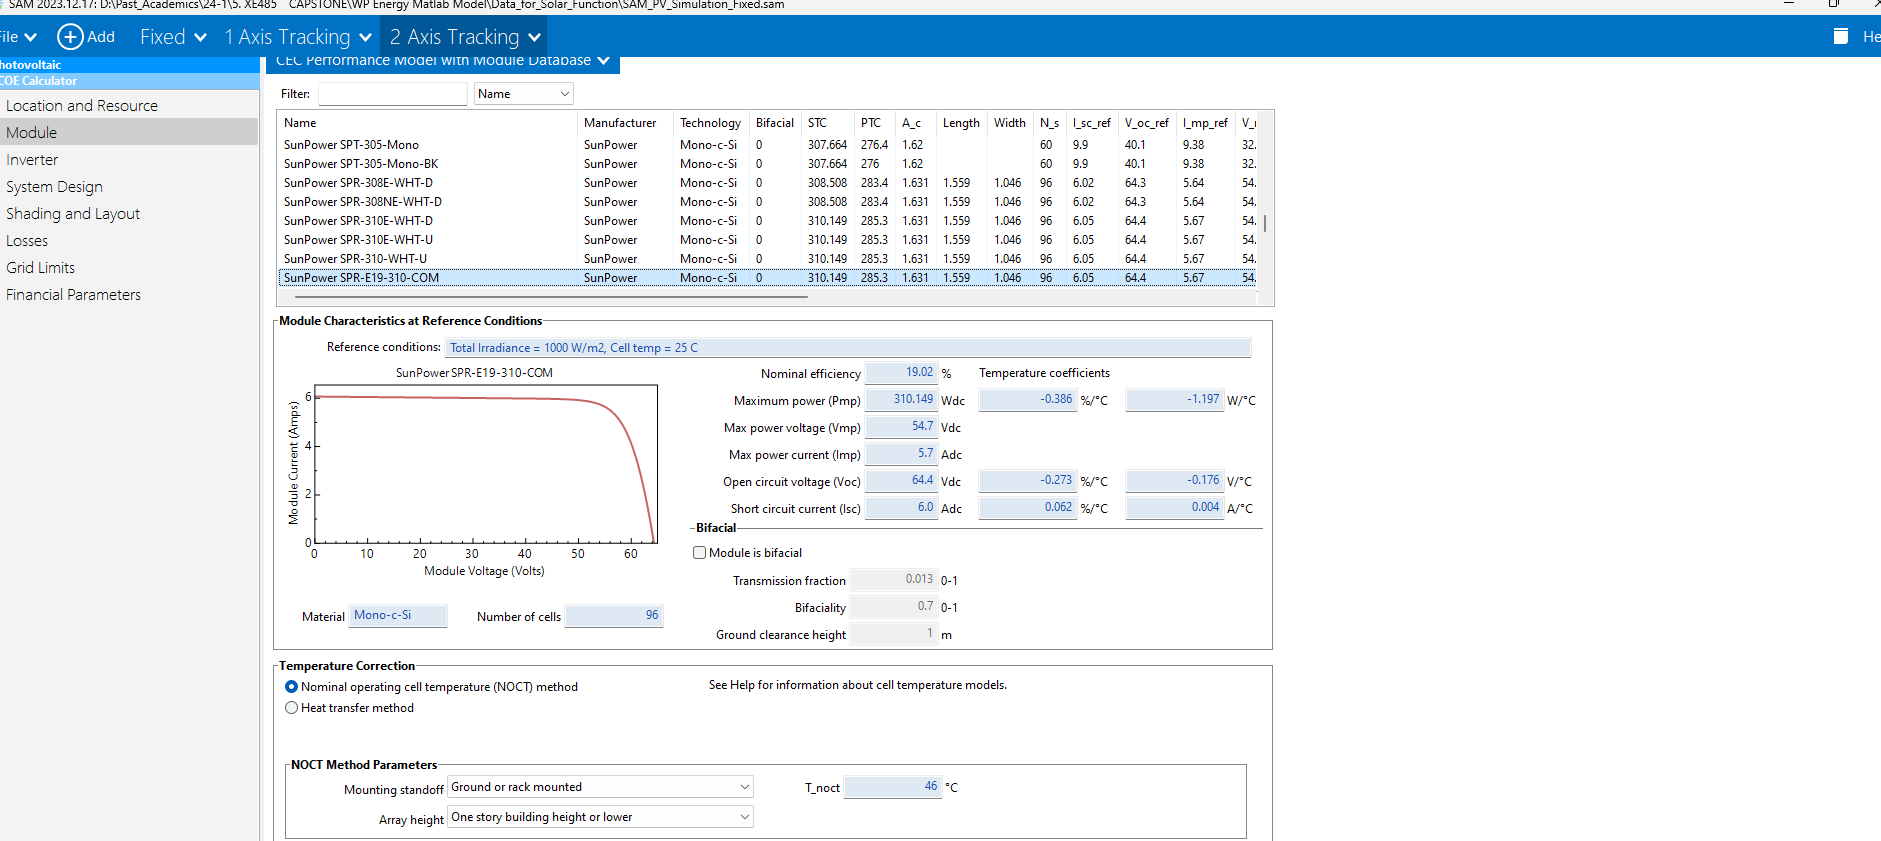 SAM 2023.12.17: D:\Past_Academics\24-1\5. XE485    CAPSTONE\WP Energy Matlab Model\Data_for_Solar_Function\SAM_PV_Simulation_Fixed.sam
File Add Fixed 1 Axis Tracking 2 Axis Tracking He
hotovoltaic
COE Calculator
Location and Resource
Module
Inverter
System Design
Shading and Layout
Losses
Grid Limits
Financial Parameters
CEC Performance Model with Module Database
Filter: Name
Name Manufacturer Technology Bifacial STC PTC A_c Length Width N_s I_sc_ref V_oc_ref I_mp_ref
SunPower SPT-305-Mono SunPower Mono-c-Si 0 307.664 276.4 1.62 60 9.9 40.1 9.38 32.
SunPower SPT-305-Mono-BK SunPower Mono-c-Si 0 307.664 276 1.62 60 9.9 40.1 9.38 32.
SunPower SPR-308E-WHT-D SunPower Mono-c-Si 0 308.508 283.4 1.631 1.559 1.046 96 6.02 64.3 5.64 54.
SunPower SPR-308NE-WHT-D SunPower Mono-c-Si 0 308.508 283.4 1.631 1.559 1.046 96 6.02 64.3 5.64 54.
SunPower SPR-310E-WHT-D SunPower Mono-c-Si 0 310.149 285.3 1.631 1.559 1.046 96 6.05 64.4 5.67 54.
SunPower SPR-310E-WHT-U SunPower Mono-c-Si 0 310.149 285.3 1.631 1.559 1.046 96 6.05 64.4 5.67 54.
SunPower SPR-310-WHT-U SunPower Mono-c-Si 0 310.149 285.3 1.631 1.559 1.046 96 6.05 64.4 5.67 54.
SunPower SPR-E19-310-COM SunPower Mono-c-Si 0 310.149 285.3 1.631 1.559 1.046 96 6.05 64.4 5.67 54.
Module Characteristics at Reference Conditions
Reference conditions: Total Irradiance = 1000 W/m2, Cell temp = 25 C
SunPower SPR-E19-310-COM
Module Current (Amps)
6
4
2
0
0 10 20 30 40 50 60
Module Voltage (Volts)
Material Mono-c-Si Number of cells 96
Nominal efficiency 19.02 % Temperature coefficients
Maximum power (Pmp) 310.149 Wdc -0.386 %/°C -1.197 W/°C
Max power voltage (Vmp) 54.7 Vdc
Max power current (Imp) 5.7 Adc
Open circuit voltage (Voc) 64.4 Vdc -0.273 %/°C -0.176 V/°C
Short circuit current (Isc) 6.0 Adc 0.062 %/°C 0.004 A/°C
Bifacial
Module is bifacial
Transmission fraction 0.013 0-1
Bifaciality 0.7 0-1
Ground clearance height 1 m
Temperature Correction
Nominal operating cell temperature (NOCT) method See Help for information about cell temperature models.
Heat transfer method
NOCT Method Parameters
Mounting standoff Ground or rack mounted T_noct 46 °C
Array height One story building height or lower